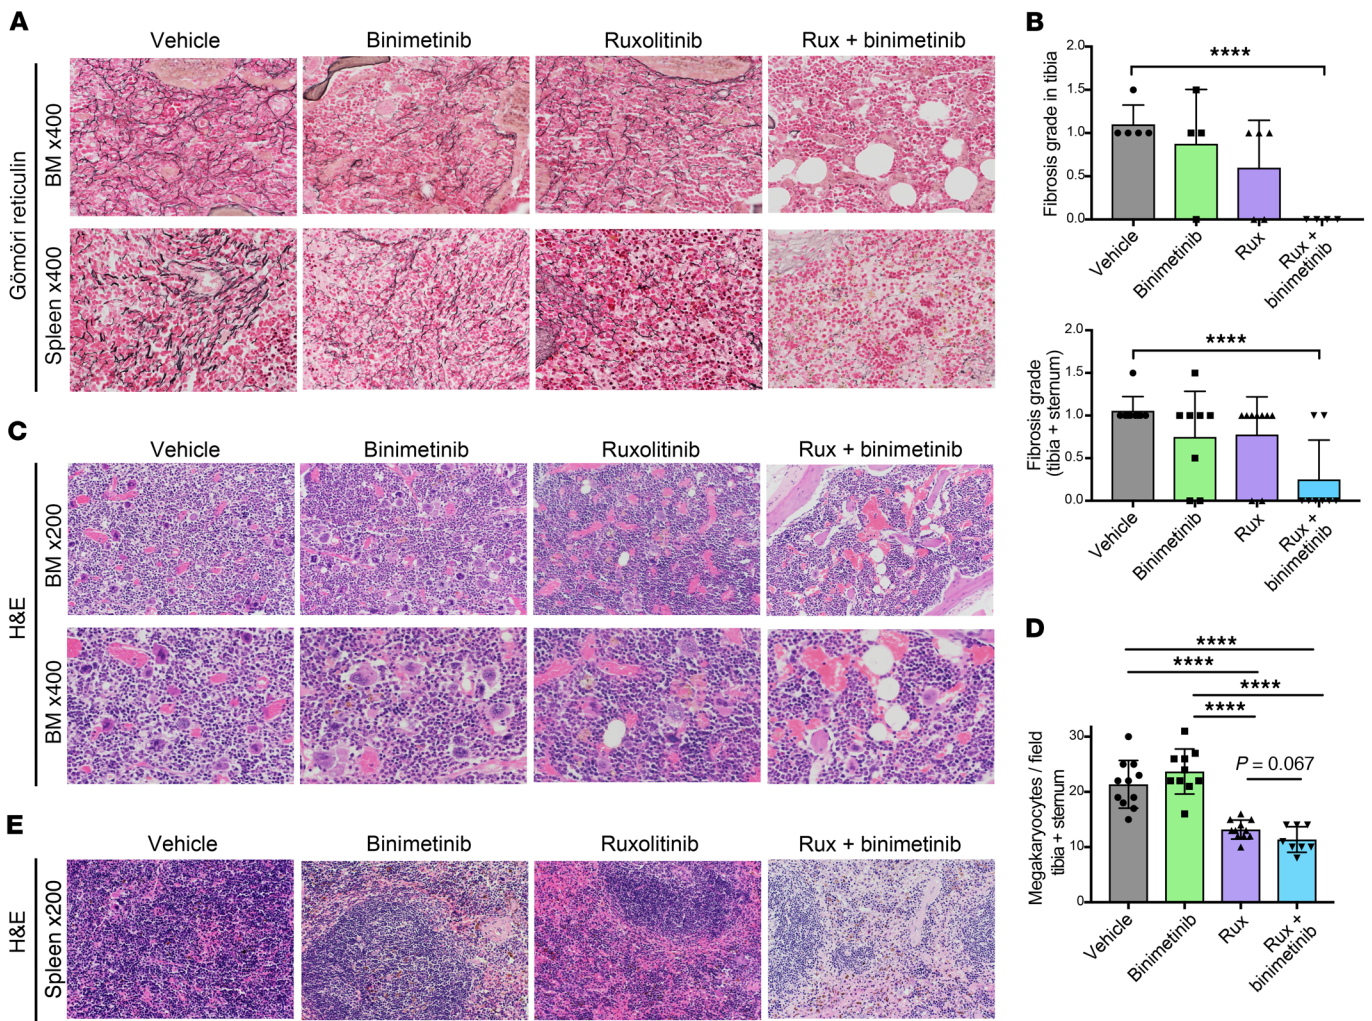 A
Vehicle
Binimetinib
Ruxolitinib
Rux + binimetinib
Gömöri reticulin
BM x400
Spleen x400
B
Fibrosis grade in tibia
2.0
1.5
1.0
0.5
0.0
****
Vehicle
Binimetinib
Rux
Rux +
binimetinib
Fibrosis grade
(tibia + sternum)
2.0
1.5
1.0
0.5
0.0
****
Vehicle
Binimetinib
Rux
Rux +
binimetinib
C
Vehicle
Binimetinib
Ruxolitinib
Rux + binimetinib
H&E
BM x200
BM x400
D
****
****
****
****
P = 0.067
Megakaryocytes / field
tibia + sternum
30
20
10
0
Vehicle
Binimetinib
Rux
Rux +
binimetinib
E
Vehicle
Binimetinib
Ruxolitinib
Rux + binimetinib
H&E
Spleen x200